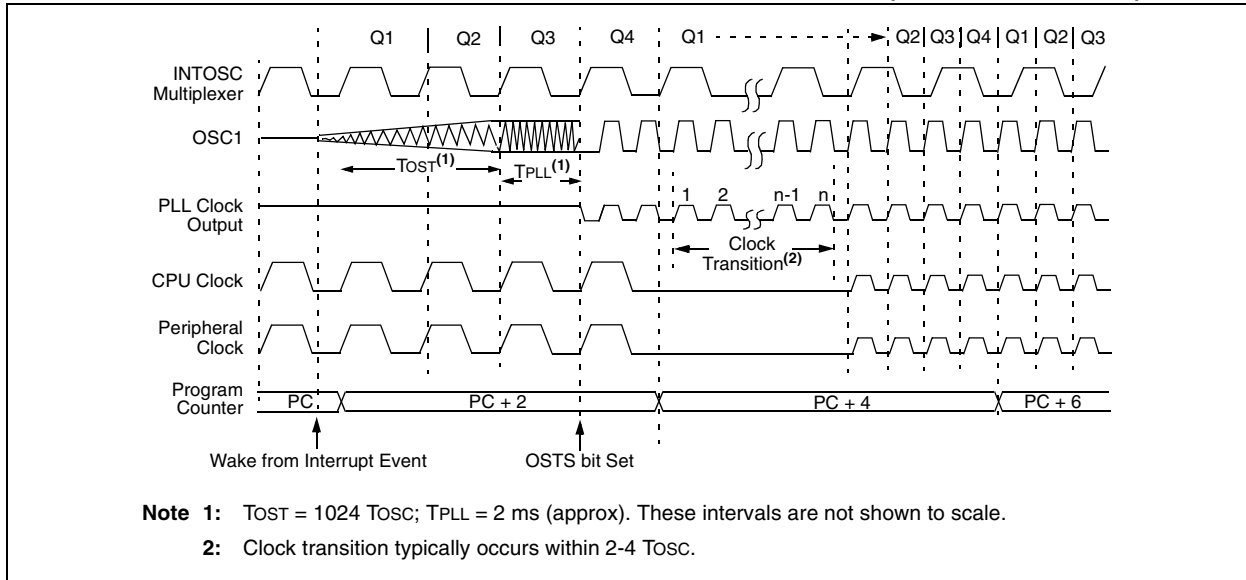 Q1 Q2 Q3 Q4 Q1 Q2 Q3 Q4 Q1 Q2 Q3
INTOSC
Multiplexer
OSC1
TOST(1)
TPLL(1)
1 2 n-1 n
PLL Clock
Output
Clock
Transition(2)
CPU Clock
Peripheral
Clock
Program
Counter
PC PC + 2 PC + 4 PC + 6
Wake from Interrupt Event OSTS bit Set
Note 1: TOST = 1024 TOSC; TPLL = 2 ms (approx). These intervals are not shown to scale.
2: Clock transition typically occurs within 2-4 TOSC.